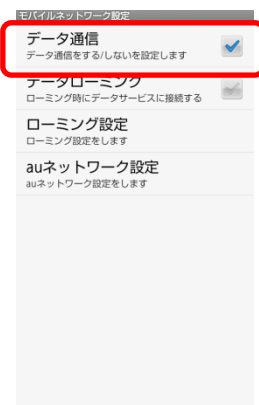 モバイルネットワーク設定
データ通信
データ通信をする/しないを設定します
データローミング
ローミング時にデータサービスに接続する
ローミング設定
ローミング設定をします
auネットワーク設定
auネットワーク設定をします